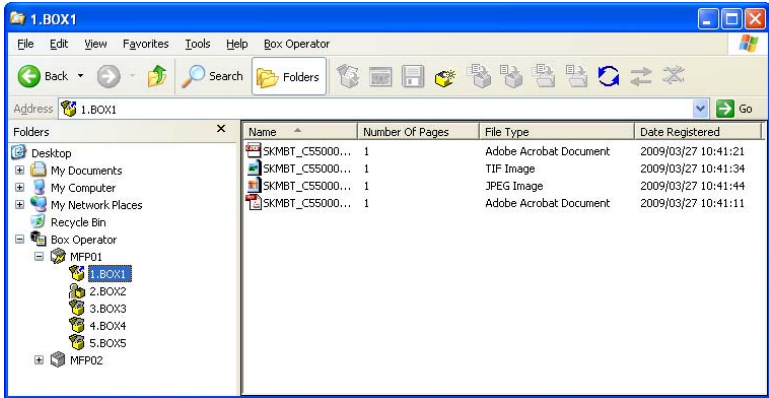 1.BOX1
File Edit View Favorites Tools Help Box Operator
Back Search Folders
Address 1.BOX1 Go
Folders x
Name Number Of Pages File Type Date Registered
SKMBT_C55000... 1 Adobe Acrobat Document 2009/03/27 10:41:21
SKMBT_C55000... 1 TIF Image 2009/03/27 10:41:34
SKMBT_C55000... 1 JPEG Image 2009/03/27 10:41:44
SKMBT_C55000... 1 Adobe Acrobat Document 2009/03/27 10:41:11
Desktop
My Documents
My Computer
My Network Places
Recycle Bin
Box Operator
MFP01
1.BOX1
2.BOX2
3.BOX3
4.BOX4
5.BOX5
MFP02